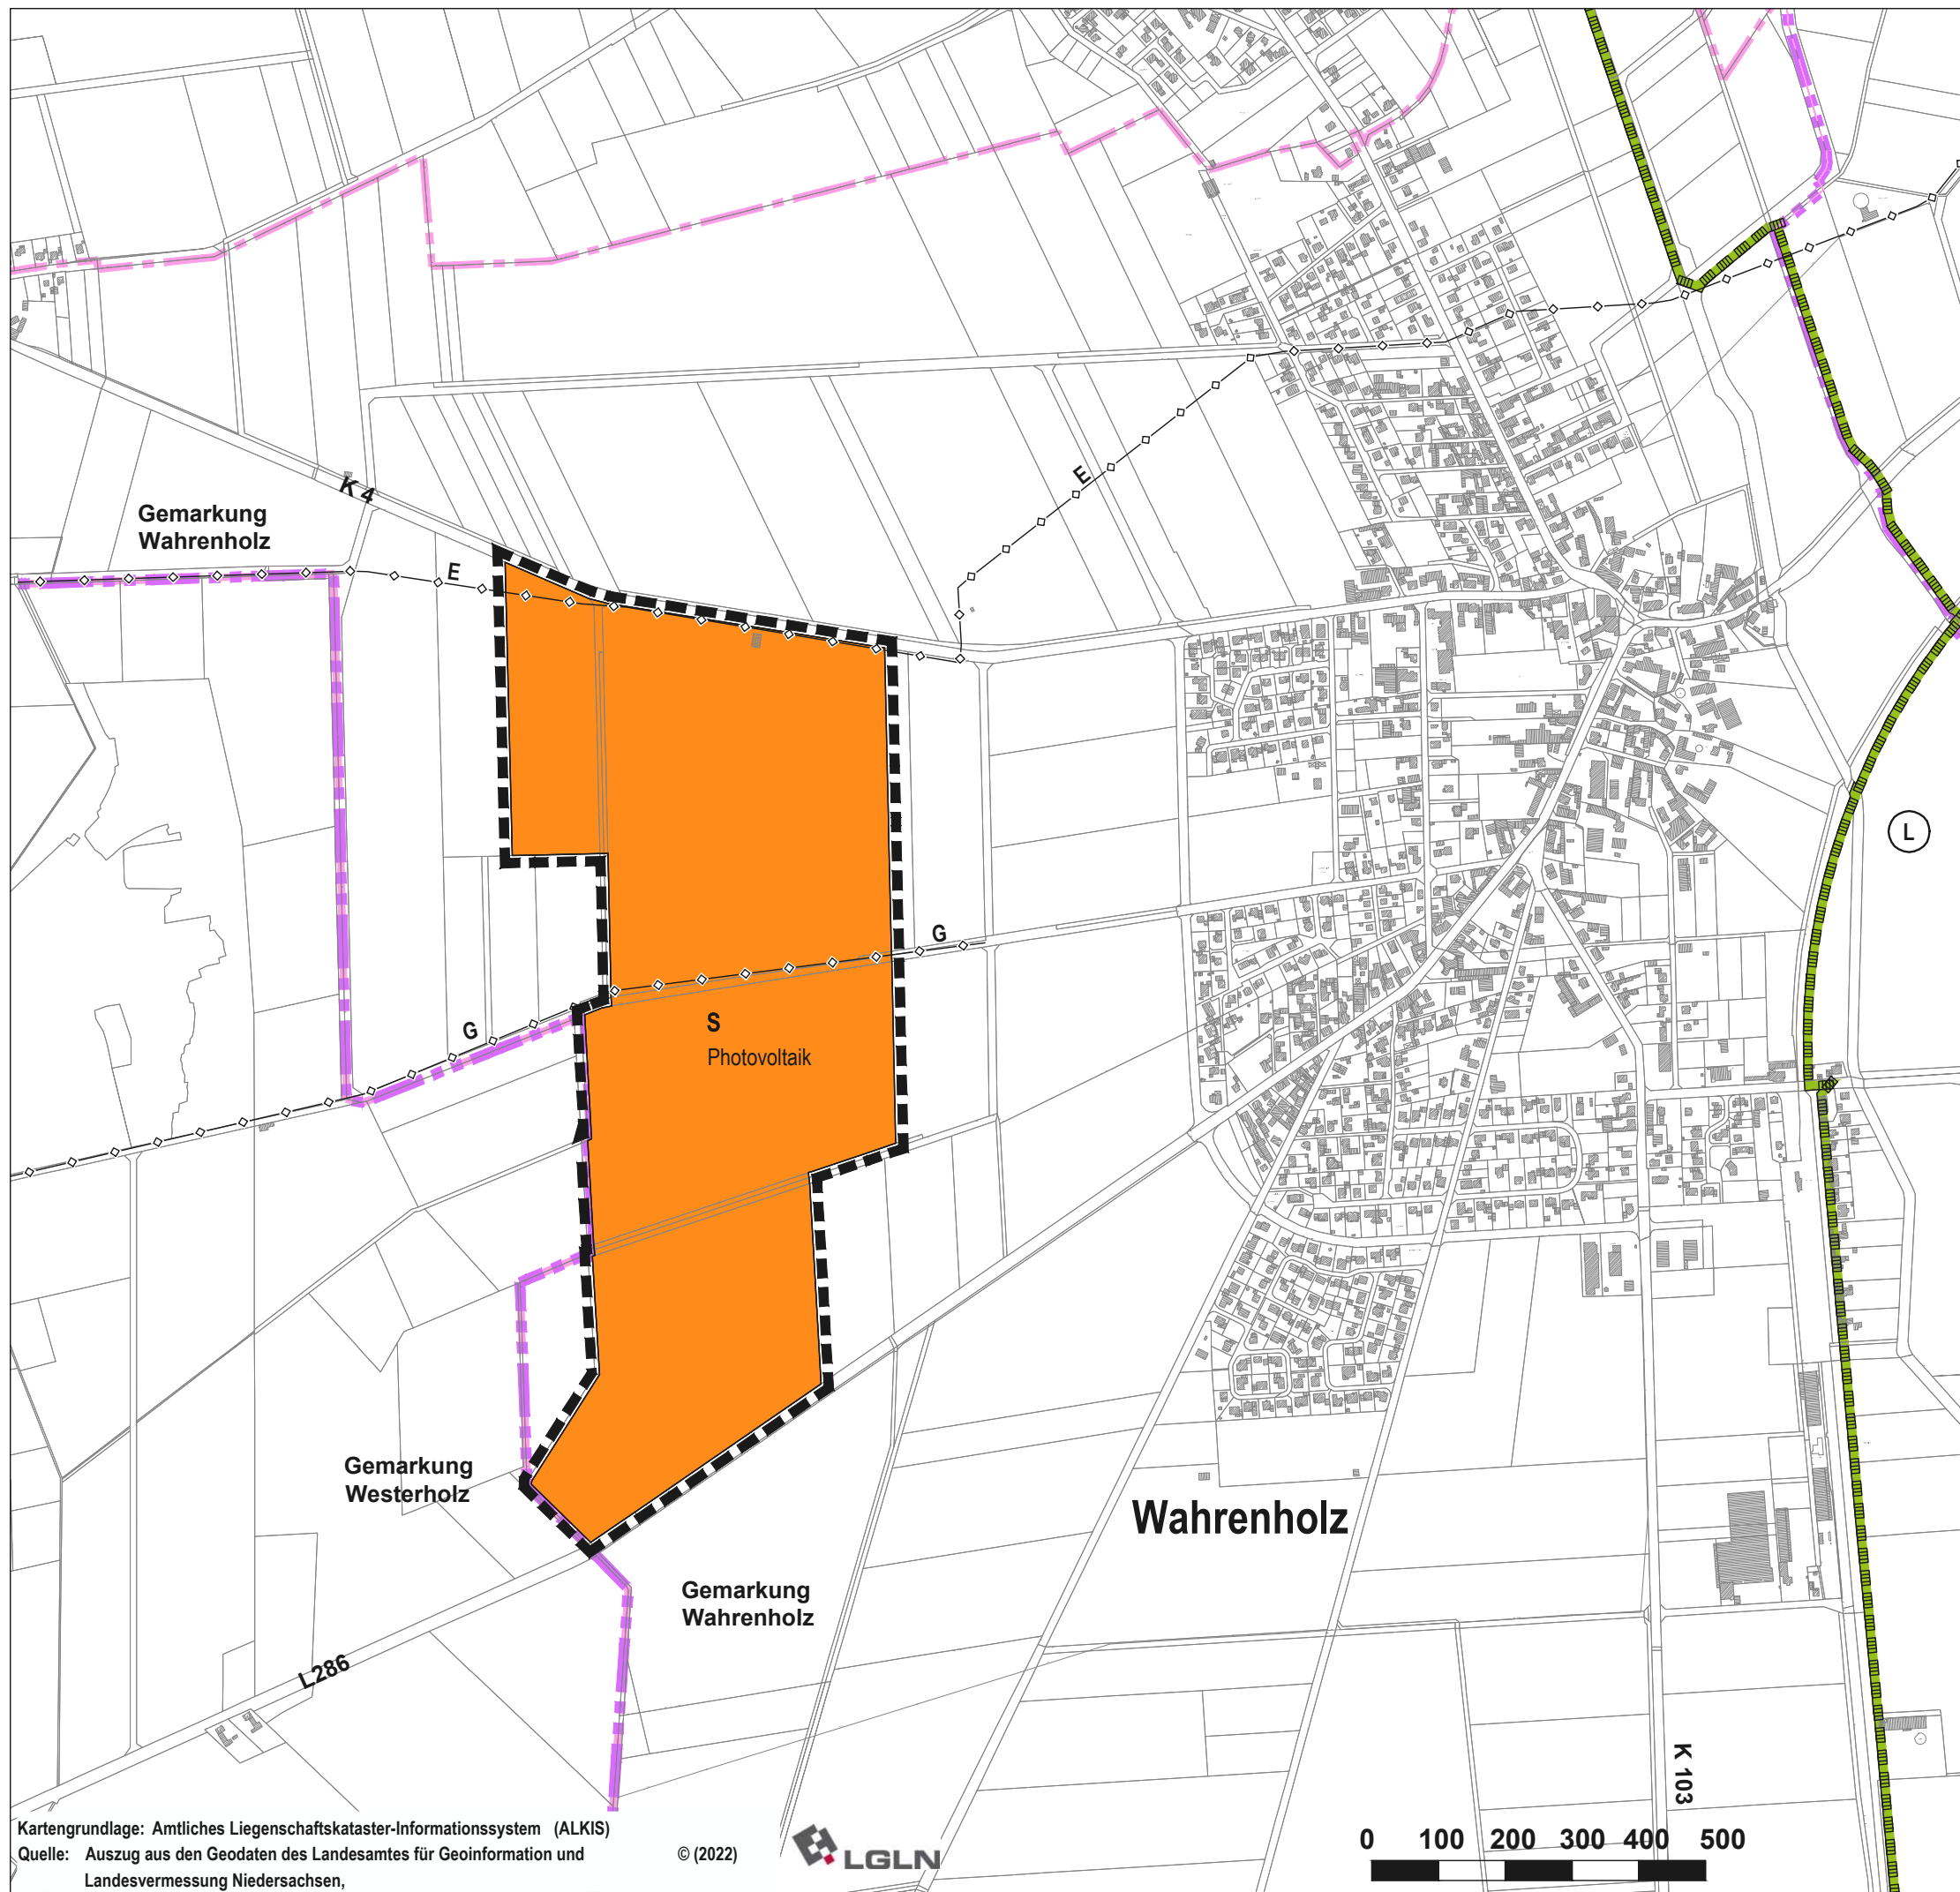 K 4
Gemarkung
Wahrenholz
E
E
L
G
G
S
Photovoltaik
Gemarkung
Westerholz
Wahrenholz
Gemarkung
Wahrenholz
L286
K 103
Kartengrundlage: Amtliches Liegenschaftskataster-Informationssystem (ALKIS)
Quelle: Auszug aus den Geodaten des Landesamtes für Geoinformation und
Landesvermessung Niedersachsen,
© (2022)
LGLN
0 100 200 300 400 500